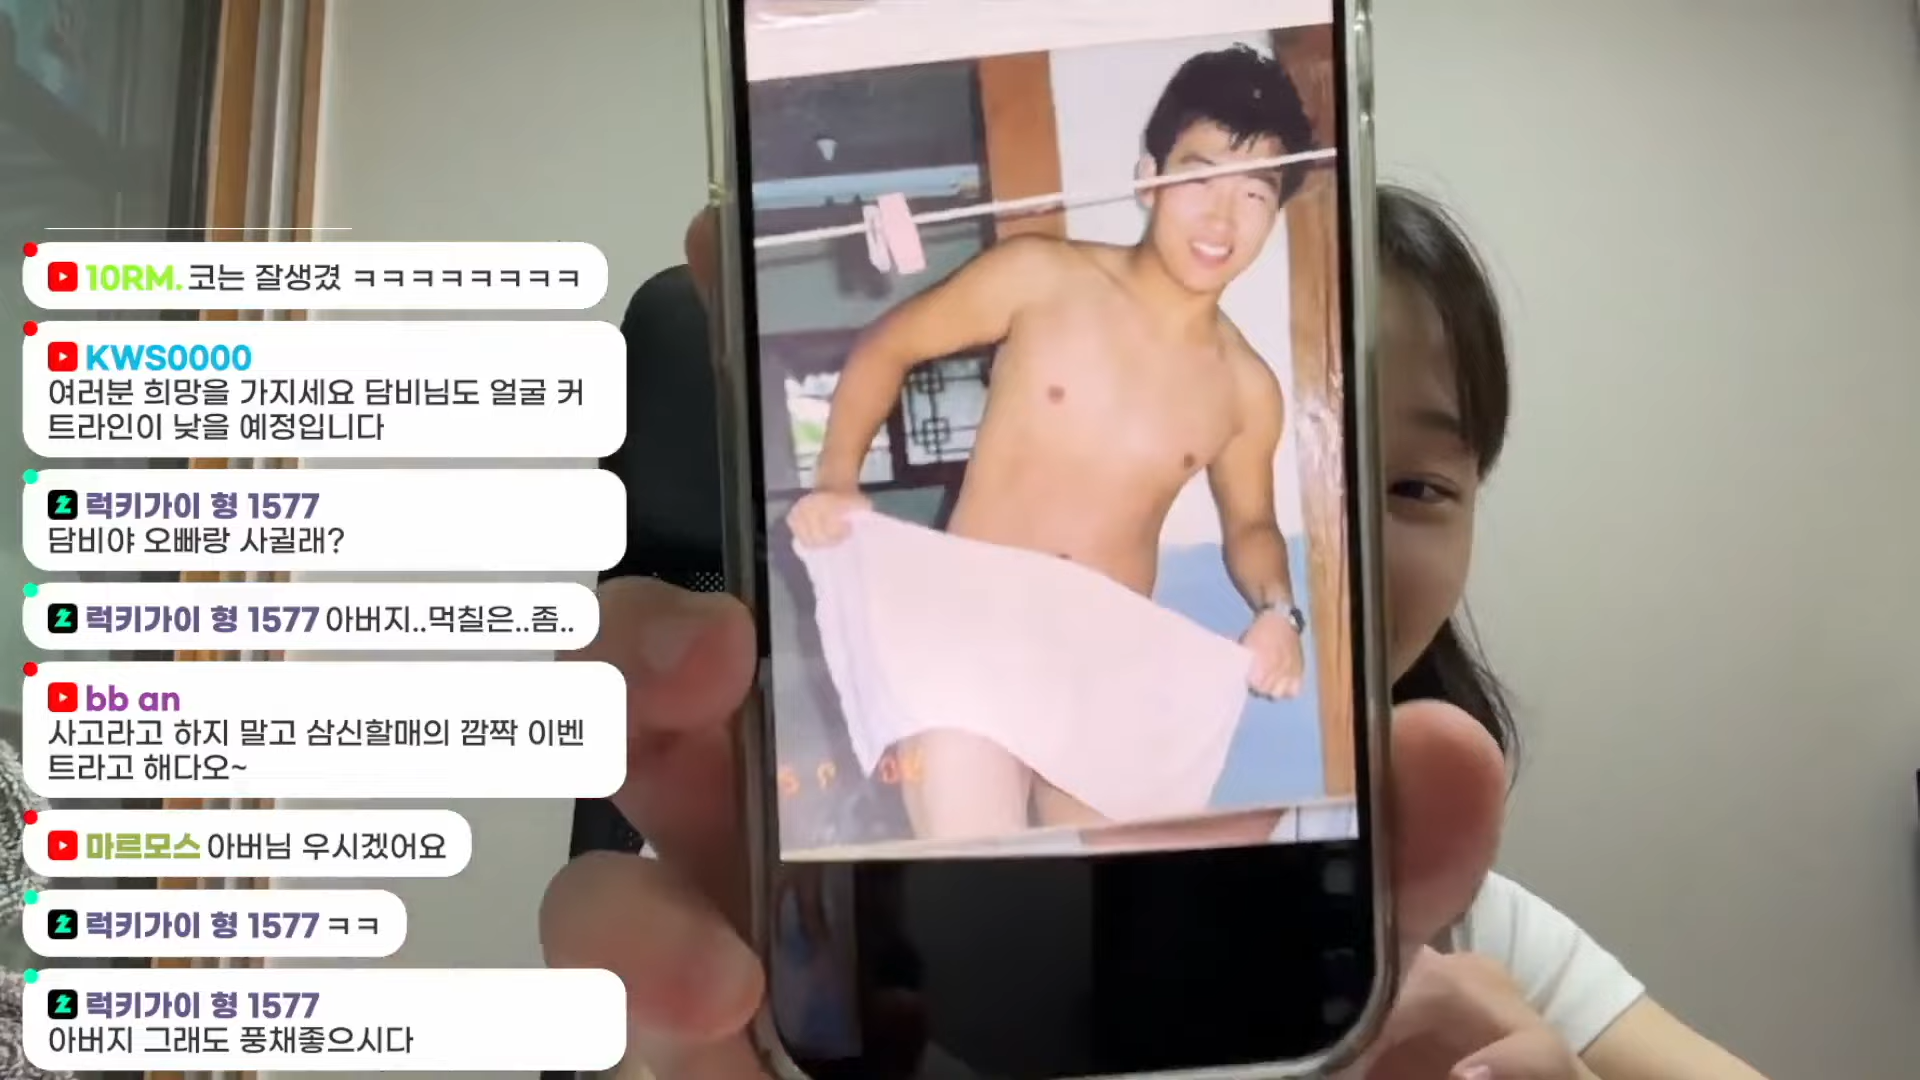 10RM. 코는 잘생겼 ㅋㅋㅋㅋㅋㅋㅋㅋ
KWS0000
여러분 희망을 가지세요 담비님도 얼굴 커
트라인이 낮을 예정입니다
럭키가이 형 1577
담비야 오빠랑 사귈래?
럭키가이 형 1577 아버지..먹칠은..좀..
bb an
사고라고 하지 말고 삼신할매의 깜짝 이벤
트라고 해다오~
마르모스 아버님 우시겠어요
럭키가이 형 1577 ㅋㅋ
럭키가이 형 1577
아버지 그래도 풍채좋으시다